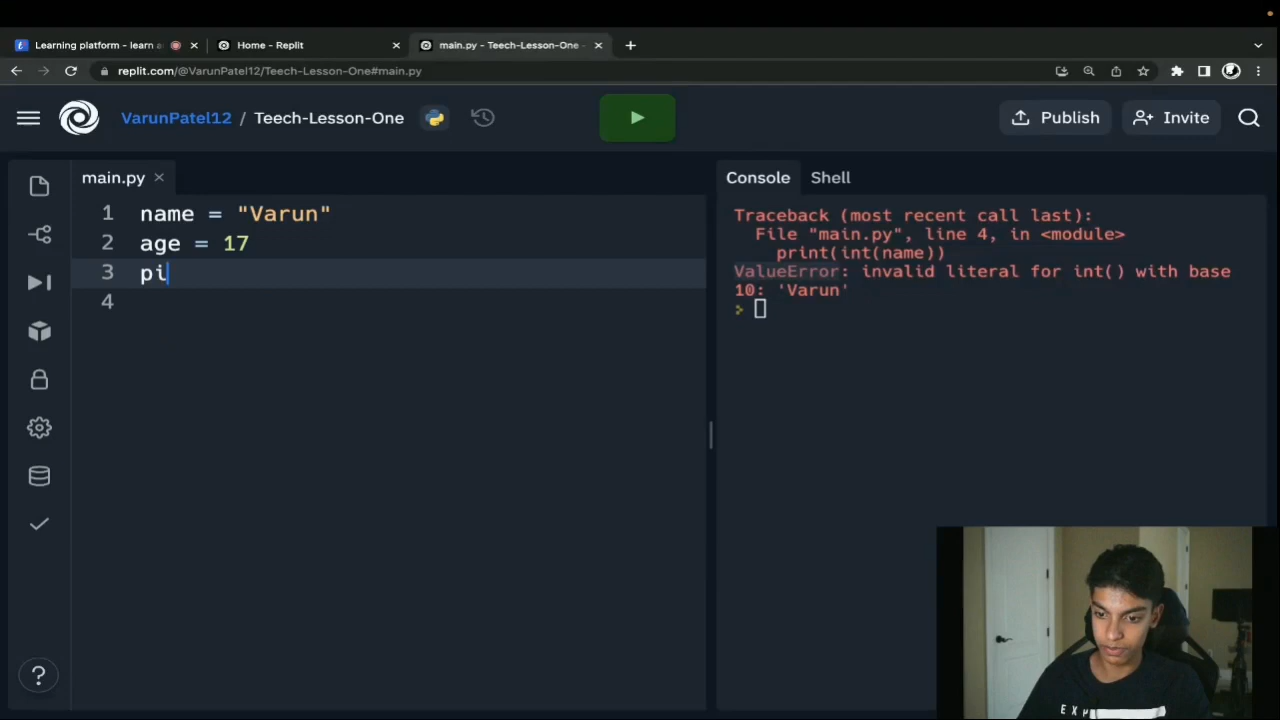 Learning platform - learn a
Home - Replit
main.py - Teech-Lesson-One -
replit.com/@VarunPatel12/Teech-Lesson-One#main.py
VarunPatel12 / Teech-Lesson-One
Publish
Invite
main.py
Console
Shell
1 name = "Varun"
2 age = 17
3 pi
4
Traceback (most recent call last):
File "main.py", line 4, in <module>
print(int(name))
ValueError: invalid literal for int() with base
10: 'Varun'
>
?
EXP